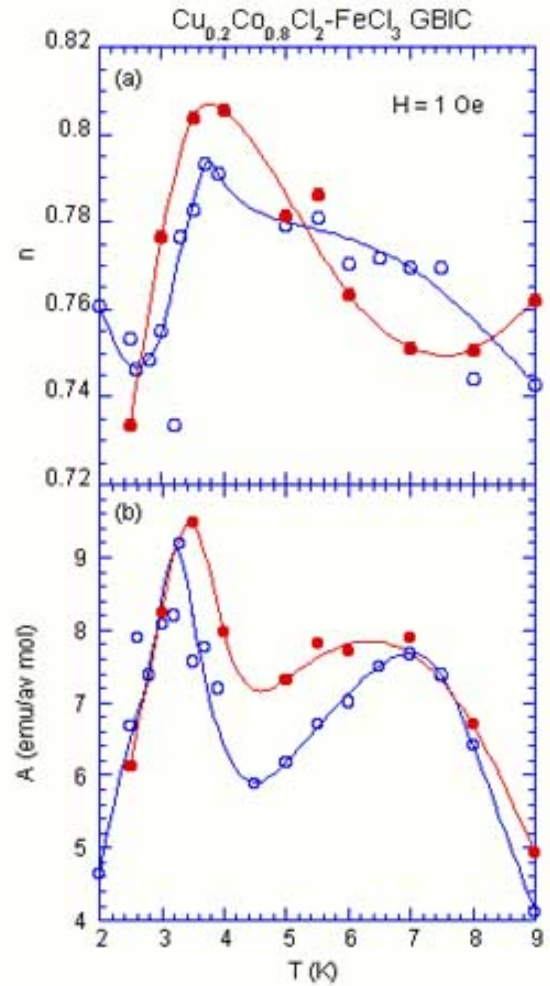 Cu0.2Co0.8Cl2-FeCl3 GBIC
0.82
(a)
H = 1 Oe
0.8
0.78
n
0.76
0.74
0.72
(b)
9
8
A (emu/av mol)
7
6
5
4
2 3 4 5 6 7 8 9
T (K)